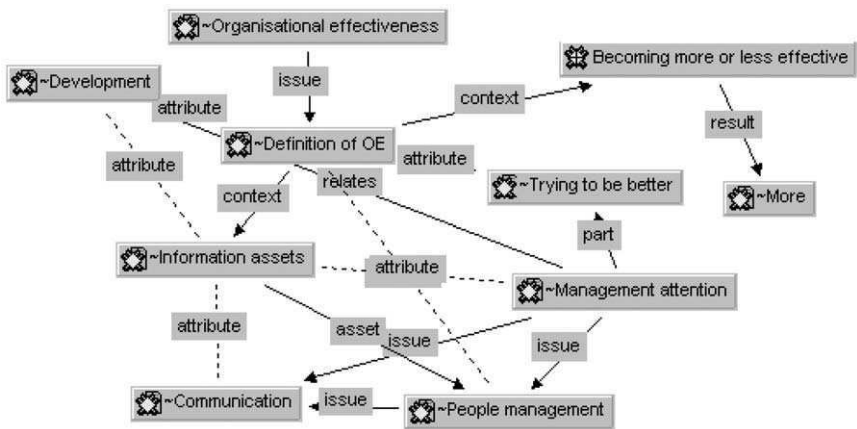 ~Organisational effectiveness
Becoming more or less effective
~Development
issue
context
attribute
result
~Definition of OE
attribute
attribute
relates
~Trying to be better
~More
context
part
~Information assets
attribute
~Management attention
attribute
asset
issue
issue
~Communication
issue
~People management